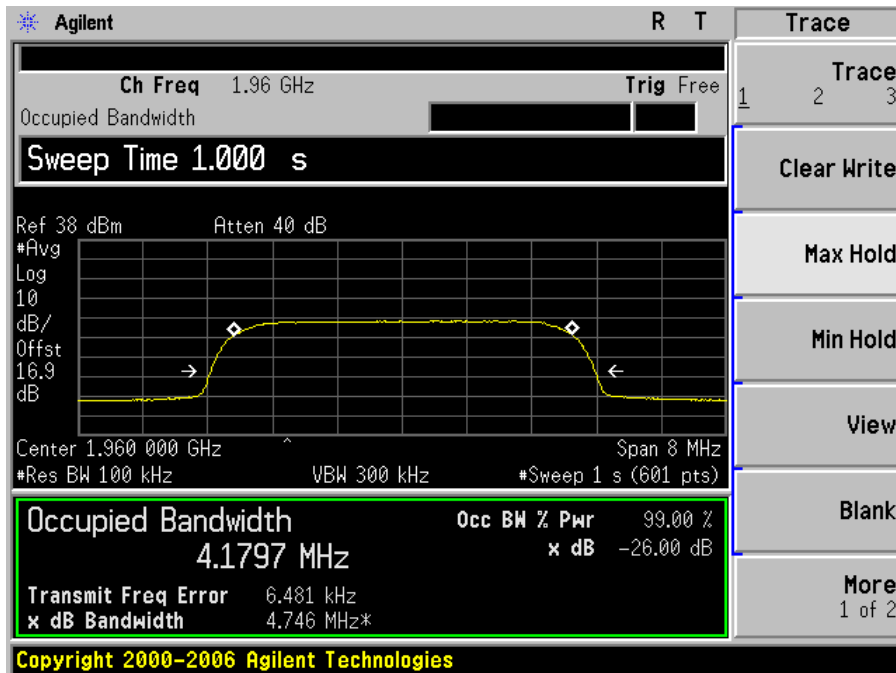 Agilent R T Trace
Ch Freq 1.96 GHz Trig Free
Occupied Bandwidth
Trace
1 2 3
Sweep Time 1.000 s
Clear Write
Ref 38 dBm Atten 40 dB
#Avg
Log
10
dB/
Offst
16.9
dB
Max Hold
Min Hold
Center 1.960 000 GHz ^ Span 8 MHz
#Res BW 100 kHz VBW 300 kHz #Sweep 1 s (601 pts)
View
Occupied Bandwidth Occ BW % Pwr 99.00 %
4.1797 MHz x dB -26.00 dB
Blank
Transmit Freq Error 6.481 kHz
x dB Bandwidth 4.746 MHz*
More
1 of 2
Copyright 2000-2006 Agilent Technologies